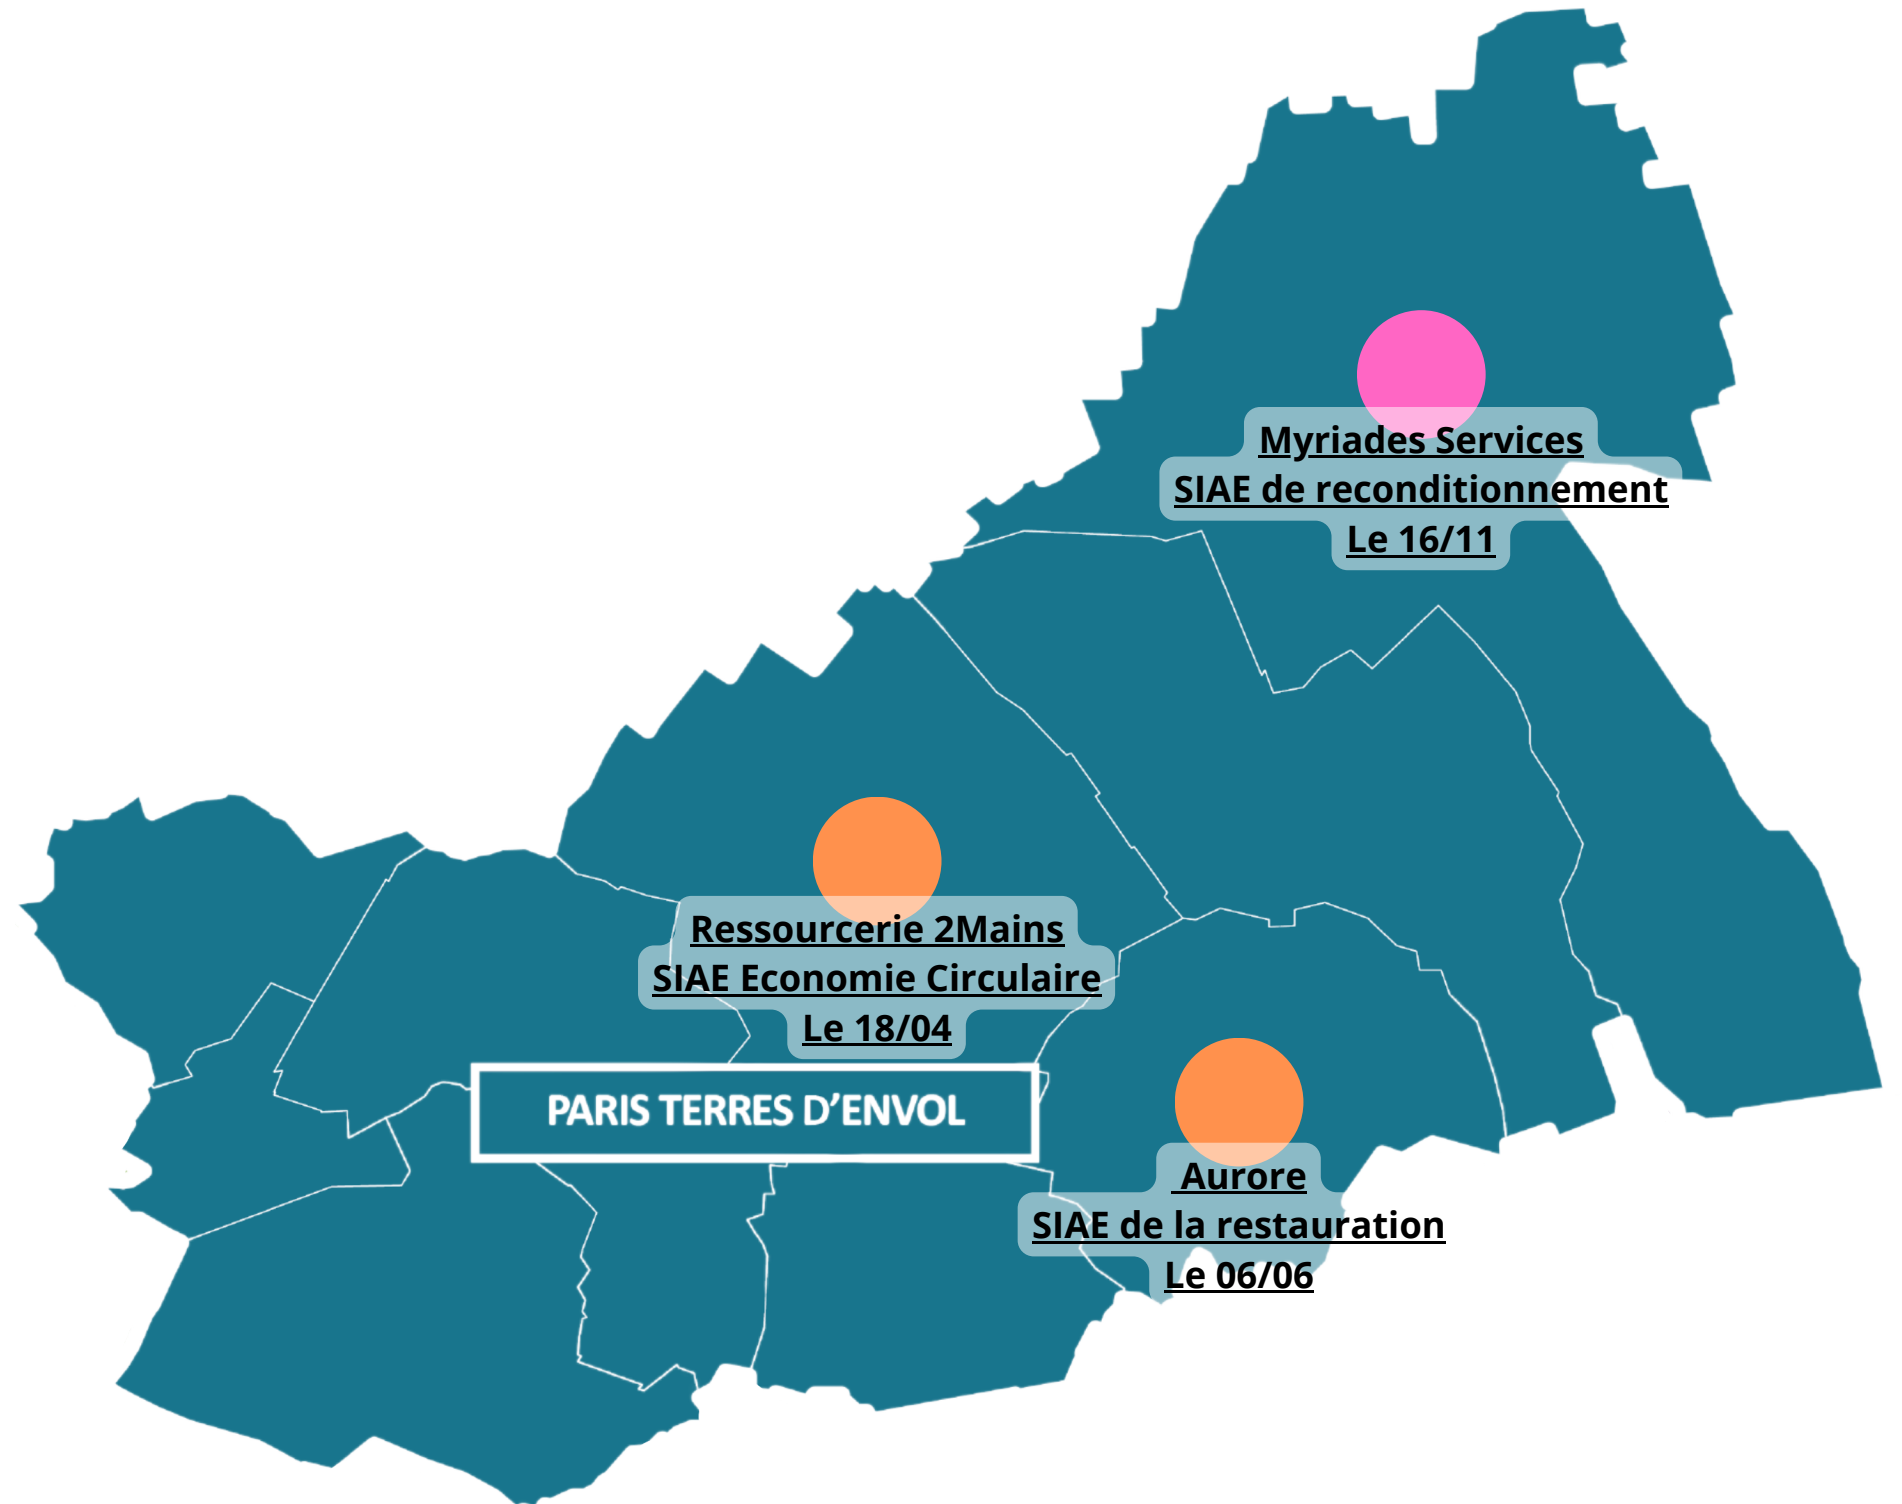 Myriades Services
SIAE de reconditionnement
Le 16/11
Ressourcerie 2Mains
SIAE Economie Circulaire
Le 18/04
PARIS TERRES D’ENVOL
Aurore
SIAE de la restauration
Le 06/06